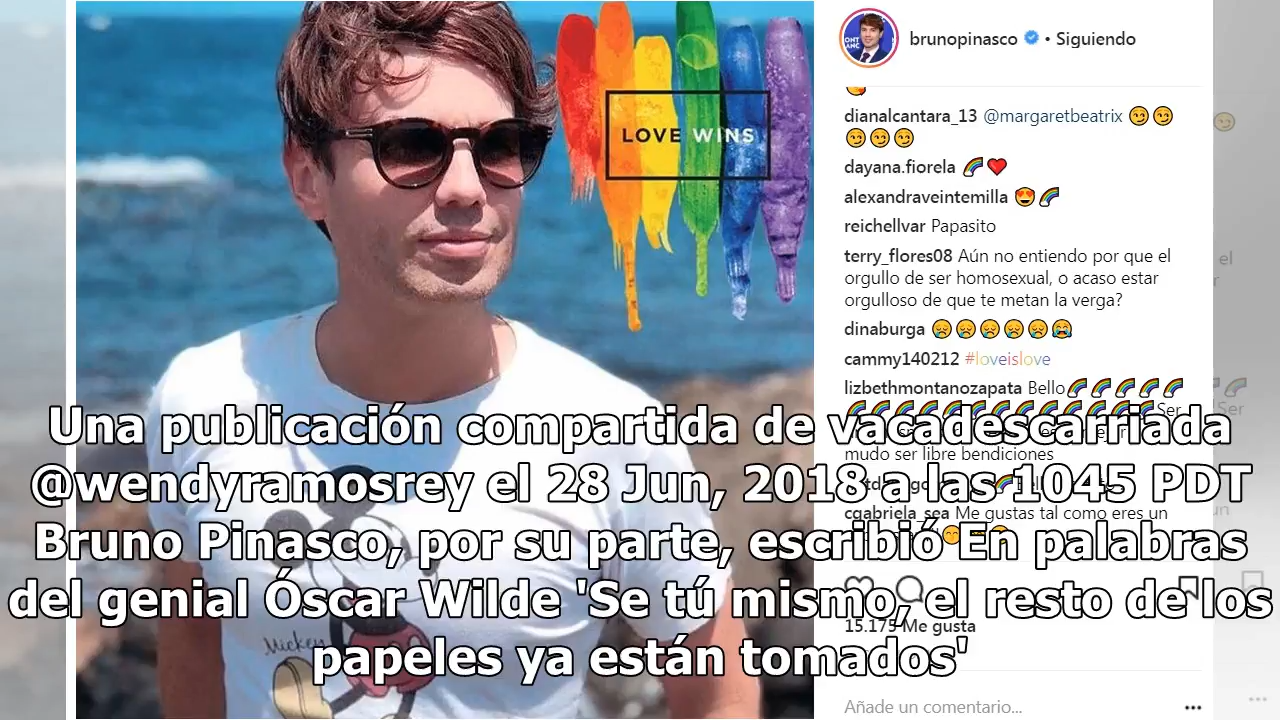 LOVE WINS
ONT
ANC
brunopinasco • Siguiendo
dianalcantara_13 @margaretbeatrix 😏😏
😏😏😏
dayana.fiorela 🌈❤️
alexandraveintemilla 😍🌈
reichellvar Papasito
terry_flores08 Aún no entiendo por que el
orgullo de ser homosexual, o acaso estar
orgulloso de que te metan la verga?
dinaburga 😥😥😥😥😥😭
cammy140212 #loveislove
lizbethmontanozapata Bello🌈🌈🌈🌈🌈
Ser
mudo ser libre bendiciones
cgabriela_sea Me gustas tal como eres un
15.175 Me gusta
Añade un comentario...
Mickey
Una publicación compartida de vacadescarriada
@wendyramosrey el 28 Jun, 2018 a las 1045 PDT
Bruno Pinasco, por su parte, escribió En palabras
del genial Óscar Wilde 'Se tú mismo, el resto de los
papeles ya están tomados'